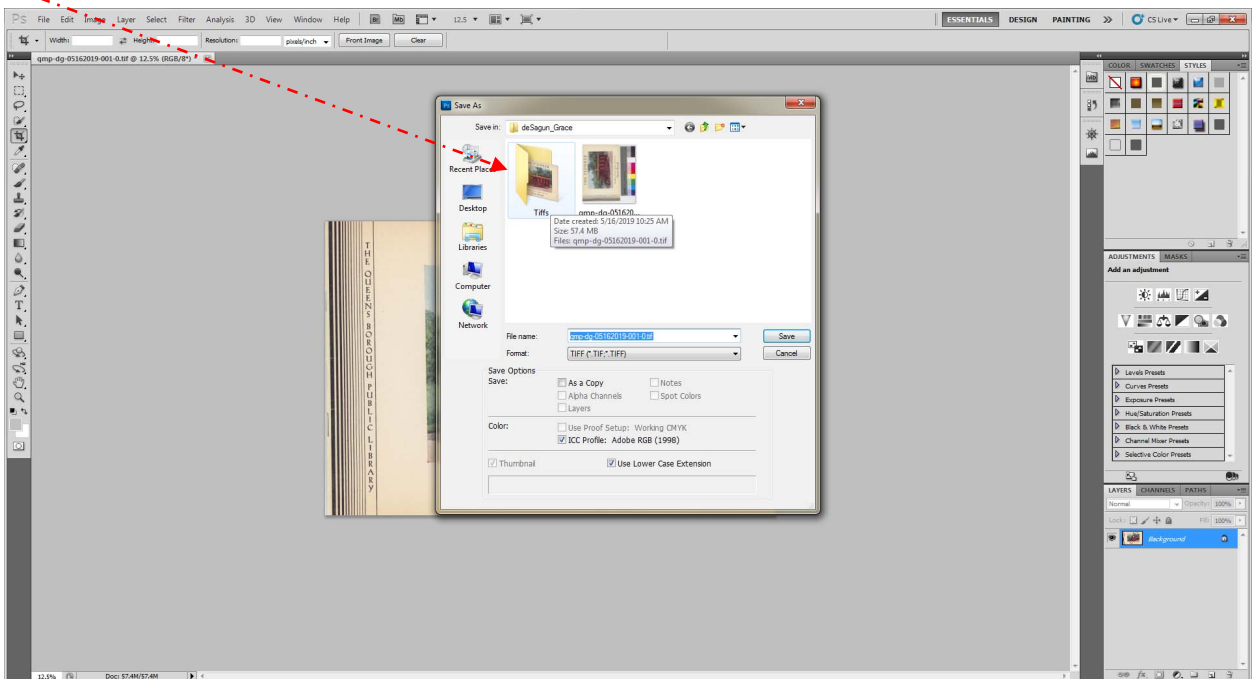 PS File Edit Image Layer Select Filter Analysis 3D View Window Help Br Mb 12.5 ESSENTIALS DESIGN PAINTING CS Live
Width: Height: Resolution: pixels/inch Front Image Clear
qmp-dg-05162019-001-0.tif @ 12.5% (RGB/8*)
THE QUEENS BOROUGH PUBLIC LIBRARY
Save As
Save in: deSagun_Grace
Recent Places
Desktop
Libraries
Computer
Network
Tiffs qmp-dg-051620...
Date created: 5/16/2019 10:25 AM
Size: 57.4 MB
Files: qmp-dg-05162019-001-0.tif
File name: qmp-dg-05162019-001-0.tif Save
Format: TIFF (*.TIF;*.TIFF) Cancel
Save Options
Save: As a Copy Notes
Alpha Channels Spot Colors
Layers
Color: Use Proof Setup: Working CMYK
ICC Profile: Adobe RGB (1998)
Thumbnail Use Lower Case Extension
COLOR SWATCHES STYLES
ADJUSTMENTS MASKS
Add an adjustment
Levels Presets
Curves Presets
Exposure Presets
Hue/Saturation Presets
Black & White Presets
Channel Mixer Presets
Selective Color Presets
LAYERS CHANNELS PATHS
Normal Opacity: 100%
Lock: Fill: 100%
Background
12.5% Doc: 57.4M/57.4M